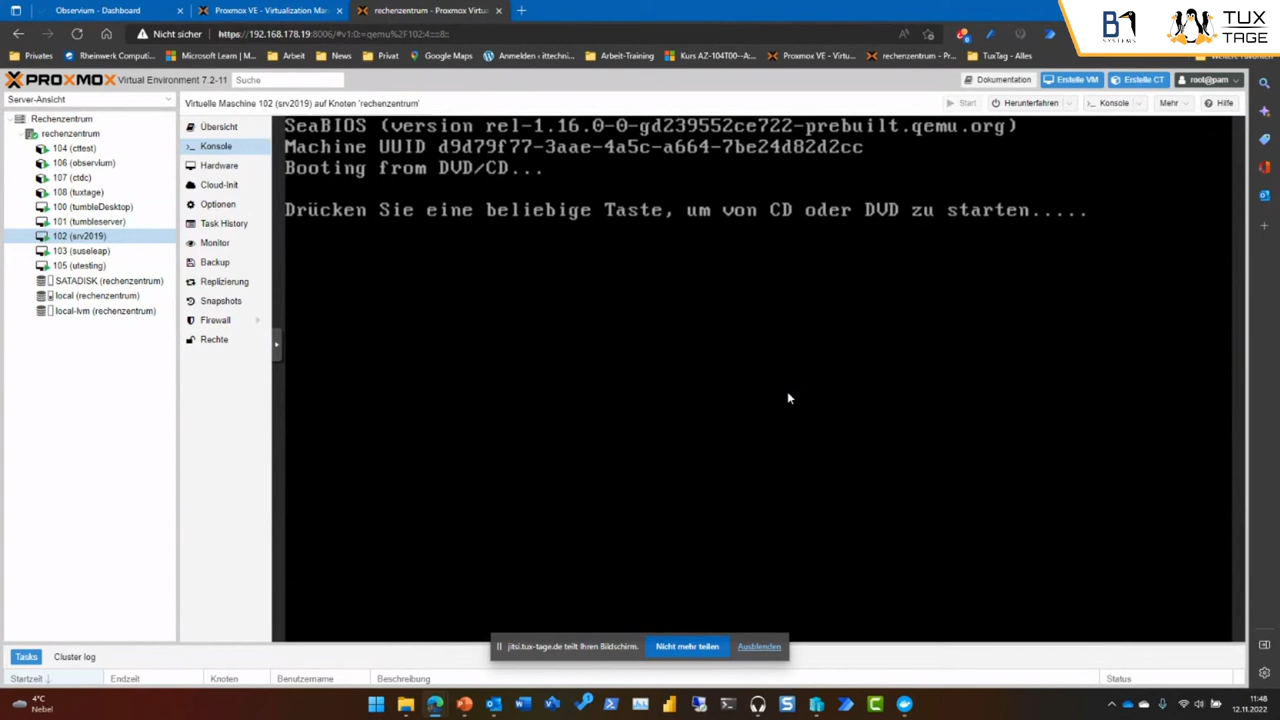 Observium - Dashboard
Proxmox VE - Virtualization Man
rechenzentrum - Proxmox Virtua
Nicht sicher
https://192.168.178.19:8006/#v1:0:=qemu%2F102:4:::::8::
Privates
Rheinwerk Comput...
Microsoft Learn | M...
Arbeit
News
Privat
Google Maps
Anmelden ‹ ittechni...
Arbeit-Training
Kurs AZ-104T00--A...
Proxmox VE - Virtu...
rechenzentrum - Pr...
TuxTag - Alles
Weitere Favoriten
B
SYSTEMS
TUX
TAGE
PROXMOX Virtual Environment 7.2-11
Suche
Dokumentation
Erstelle VM
Erstelle CT
root@pam
Server-Ansicht
Virtuelle Maschine 102 (srv2019) auf Knoten 'rechenzentrum'
Start
Herunterfahren
Konsole
Mehr
Hilfe
Rechenzentrum
rechenzentrum
104 (cttest)
106 (observium)
107 (ctdc)
108 (tuxtage)
100 (tumbleDesktop)
101 (tumbleserver)
102 (srv2019)
103 (suseleap)
105 (utesting)
SATADISK (rechenzentrum)
local (rechenzentrum)
local-lvm (rechenzentrum)
Übersicht
Konsole
Hardware
Cloud-Init
Optionen
Task History
Monitor
Backup
Replizierung
Snapshots
Firewall
Rechte
SeaBIOS (version rel-1.16.0-0-gd239552ce722-prebuilt.qemu.org)
Machine UUID d9d79f77-3aae-4a5c-a664-7be24d82d2cc
Booting from DVD/CD...
Drücken Sie eine beliebige Taste, um von CD oder DVD zu starten.....
jitsi.tux-tage.de teilt Ihren Bildschirm.
Nicht mehr teilen
Ausblenden
Tasks
Cluster log
Startzeit
Endzeit
Knoten
Benutzername
Beschreibung
Status
4°C
Nebel
11:48
12.11.2022